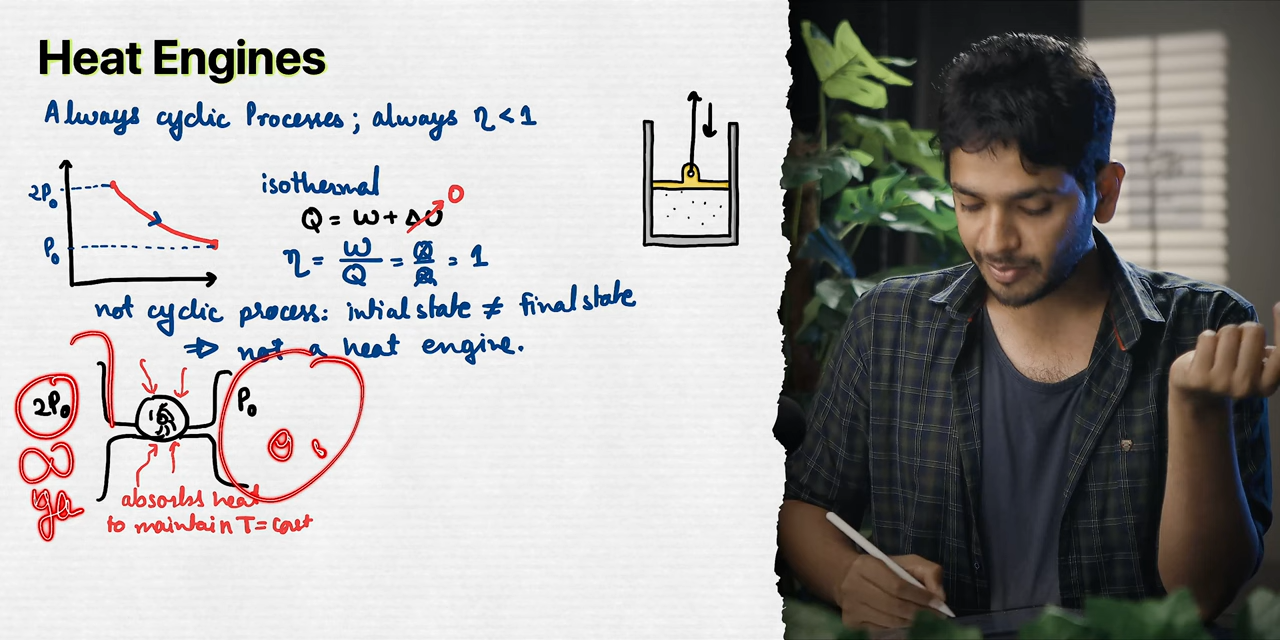 Heat Engines
Always cyclic Processes; always η < 1
2P₀
P₀
isothermal
Q = W + ΔU 0
η = W/Q = Q/Q = 1
not cyclic process: intial state ≠ final state
⇒ not a heat engine.
2P₀
P₀
∞
absorbs heat
to maintain T = const